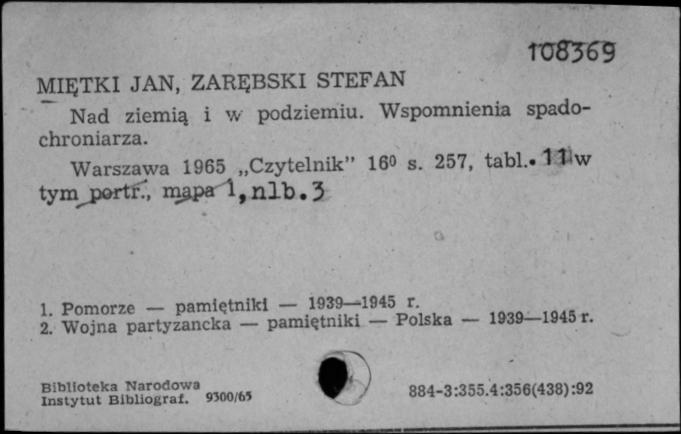 108369
MIĘTKI JAN, ZARĘBSKI STEFAN
Nad ziemią i w podziemiu. Wspomnienia spado-
chroniarza.
Warszawa 1965 „Czytelnik” 16⁰ s. 257, tabl. 11 w
tym portr., mapa 1, nlb. 3
1. Pomorze — pamiętniki — 1939—1945 r.
2. Wojna partyzancka — pamiętniki — Polska — 1939—1945 r.
Biblioteka Narodowa
Instytut Bibliograf. 9300/65
884-3:355.4:356(438):92